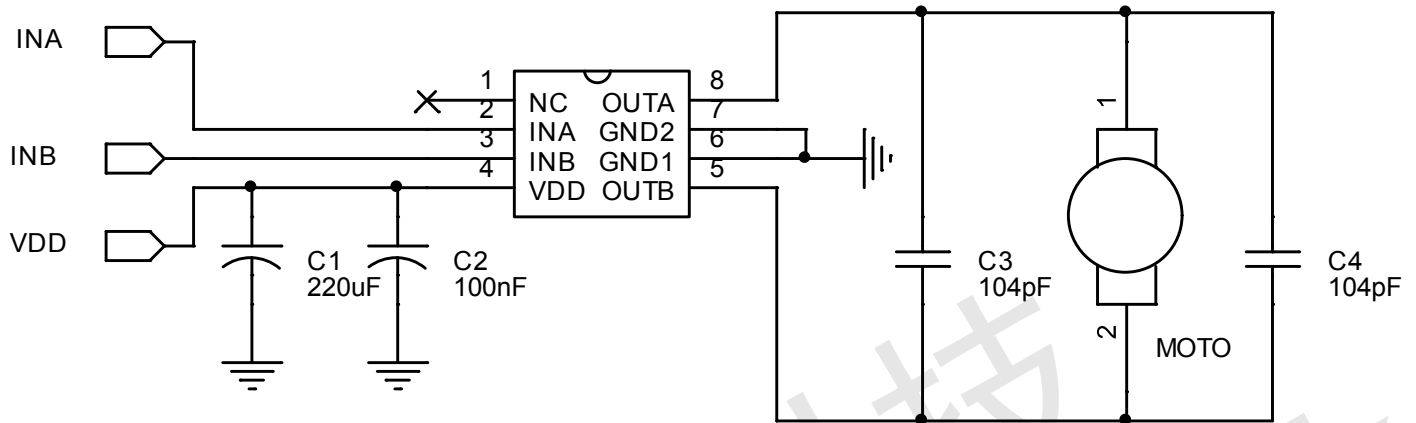 INA
INB
VDD
1
2
3
4
NC OUTA
INA GND2
INB GND1
VDD OUTB
8
7
6
5
C1
220uF
C2
100nF
C3
104pF
1
2
MOTO
C4
104pF
技